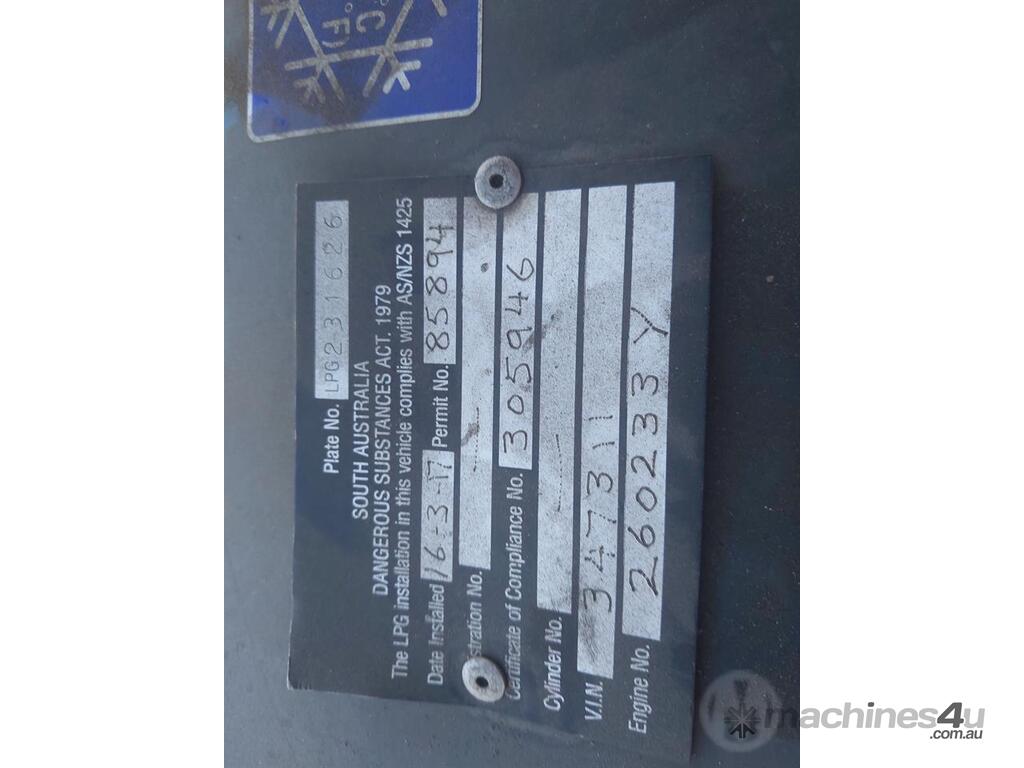 °C
°F)
Plate No. LPG231626
SOUTH AUSTRALIA
DANGEROUS SUBSTANCES ACT. 1979
The LPG installation in this vehicle complies with AS/NZS 1425
Date Installed 16-3-17 Permit No. 85894
stration No.
Certificate of Compliance No. 305946
Cylinder No.
V.I.N. 347311
Engine No. 260233Y
machines4u
.com.au